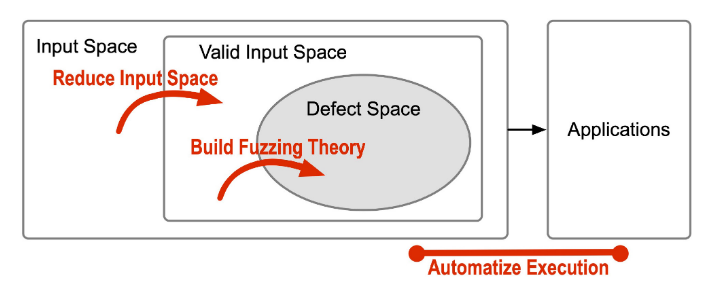 Input Space
Valid Input Space
Reduce Input Space
Defect Space
Build Fuzzing Theory
Applications
Automatize Execution